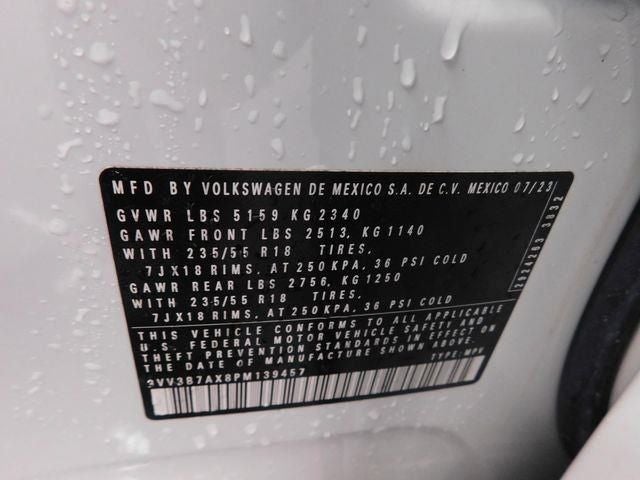 MFD BY VOLKSWAGEN DE MEXICO S.A. DE C.V. MEXICO 07/23
GVWR LBS 5159 KG 2340
GAWR FRONT LBS 2513, KG 1140
WITH 235/55 R18 TIRES,
7JX18 RIMS, AT 250 KPA, 36 PSI COLD
GAWR REAR LBS 2756, KG 1250
WITH 235/55 R18 TIRES,
7JX18 RIMS, AT 250 KPA, 36 PSI COLD
THIS VEHICLE CONFORMS TO ALL APPLICABLE
U.S. FEDERAL MOTOR VEHICLE SAFETY AND
THEFT PREVENTION STANDARDS IN EFFECT ON
THE DATE OF MANUFACTURE SHOWN ABOVE.
3VV3B7AX8PM139457 TYPE: MPV
2924263 3832